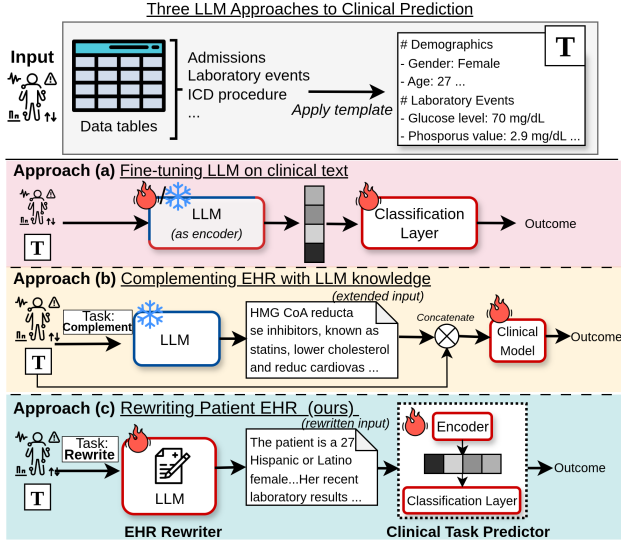 Three LLM Approaches to Clinical Prediction
Input
Data tables
Admissions
Laboratory events
ICD procedure
...
Apply template
T
# Demographics
- Gender: Female
- Age: 27 ...
# Laboratory Events
- Glucose level: 70 mg/dL
- Phosporus value: 2.9 mg/dL ...
Approach (a) Fine-tuning LLM on clinical text
T
/
LLM
(as encoder)
Classification
Layer
Outcome
Approach (b) Complementing EHR with LLM knowledge
(extended input)
T
Task:
Complement
LLM
HMG CoA reducta
se inhibitors, known as
statins, lower cholesterol
and reduc cardiovas ...
Concatenate
Clinical
Model
Outcome
Approach (c) Rewriting Patient EHR (ours)
(rewritten input)
T
Task:
Rewrite
LLM
EHR Rewriter
The patient is a 27
Hispanic or Latino
female...Her recent
laboratory results ...
Encoder
Classification Layer
Clinical Task Predictor
Outcome